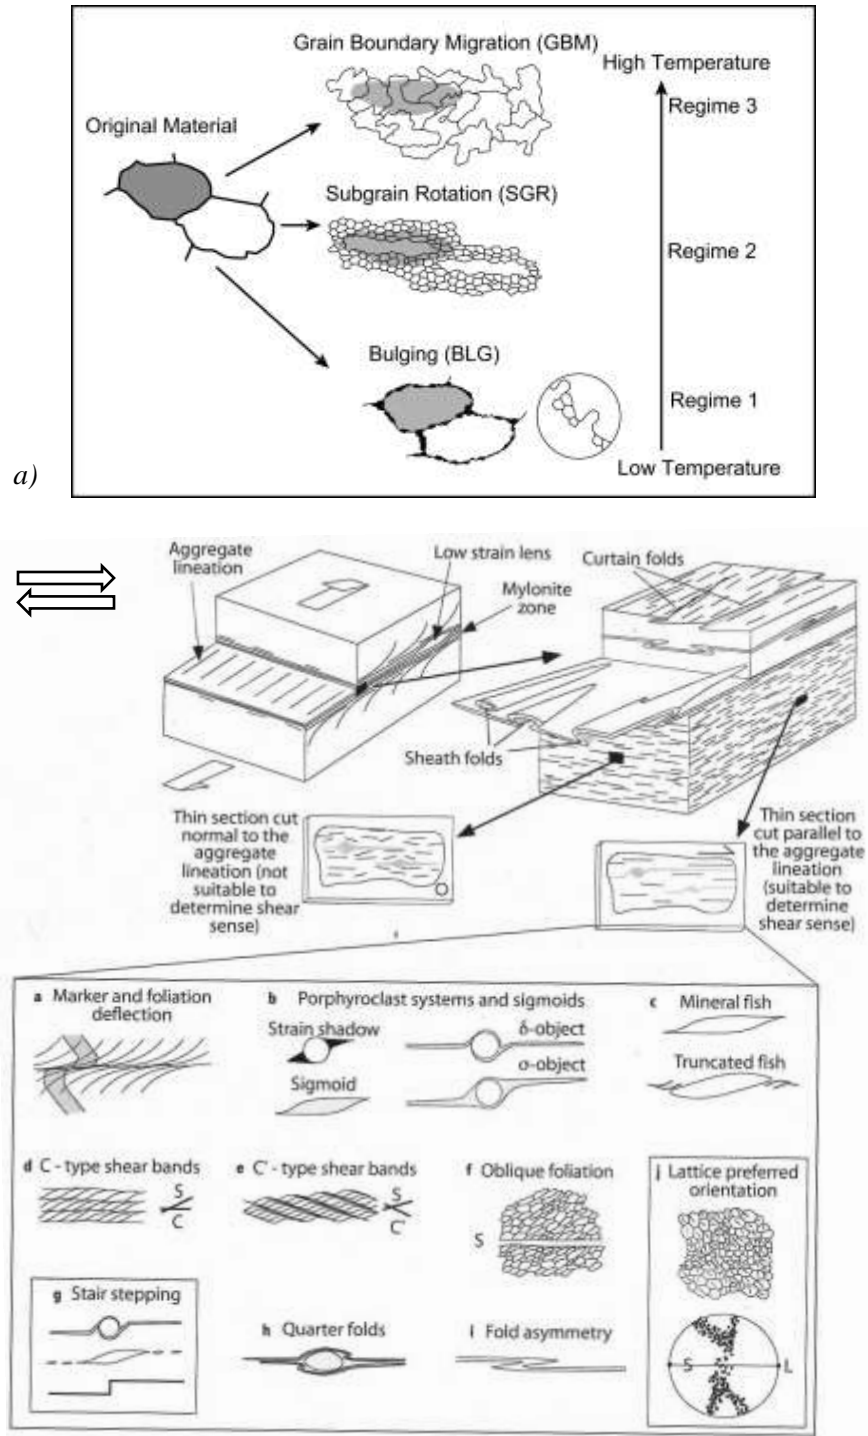 Grain Boundary Migration (GBM)
High Temperature
Regime 3
Original Material
Subgrain Rotation (SGR)
Regime 2
Bulging (BLG)
Regime 1
Low Temperature
a)
Aggregate
lineation
Low strain lens
Mylonite
zone
Curtain folds
Sheath folds
Thin section cut
normal to the
aggregate
lineation (not
suitable to
determine shear
sense)
Thin section
cut parallel to
the aggregate
lineation
(suitable to
determine
shear sense)
a Marker and foliation
deflection
b Porphyroclast systems and sigmoids
Strain shadow
δ-object
Sigmoid
σ-object
c Mineral fish
Truncated fish
d C - type shear bands
S
C
e C' - type shear bands
S
C'
f Oblique foliation
S
j Lattice preferred
orientation
S
L
g Stair stepping
h Quarter folds
i Fold asymmetry